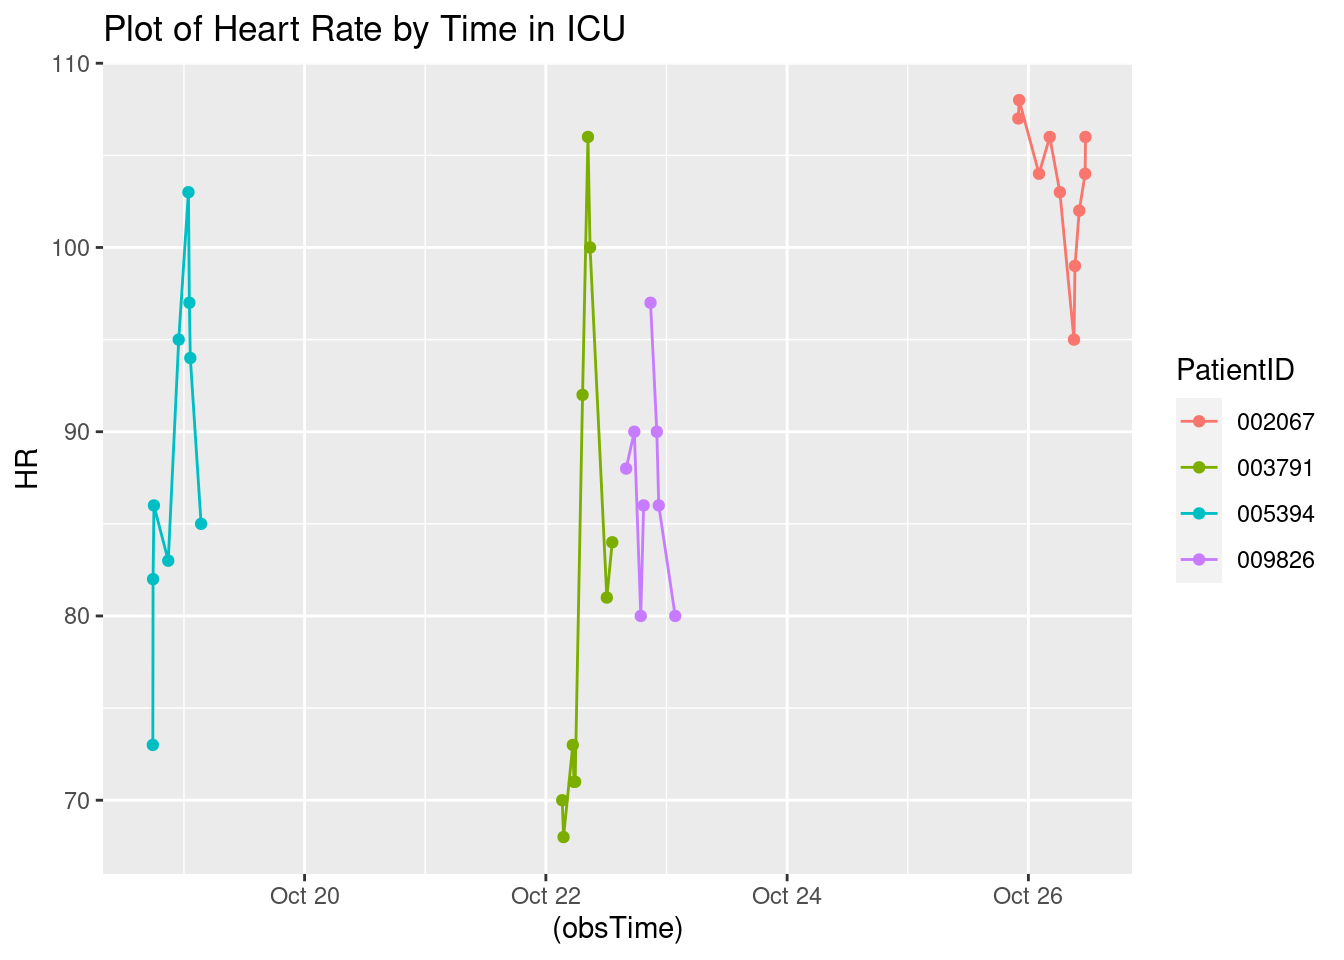 Plot of Heart Rate by Time in ICU
110
100
90
80
70
HR
Oct 20
Oct 22
Oct 24
Oct 26
(obsTime)
PatientID
002067
003791
005394
009826